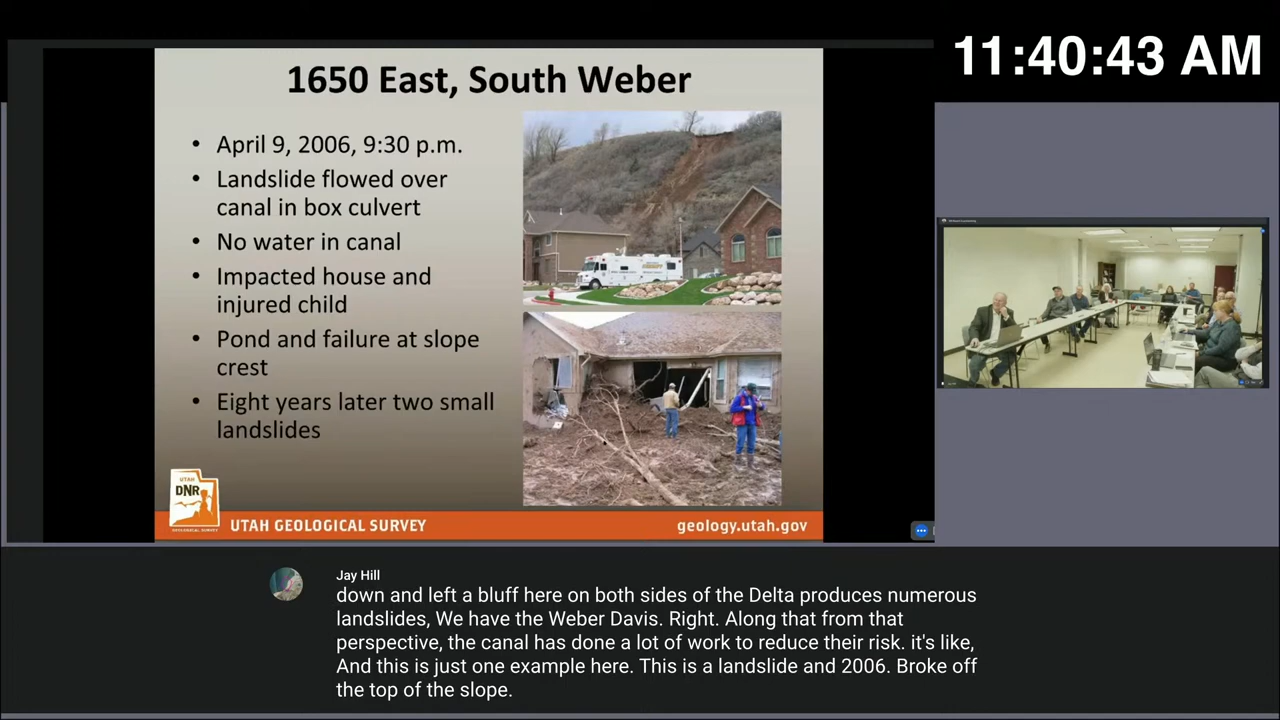 11:40:43 AM
1650 East, South Weber
• April 9, 2006, 9:30 p.m.
• Landslide flowed over
canal in box culvert
• No water in canal
• Impacted house and
injured child
• Pond and failure at slope
crest
• Eight years later two small
landslides
UTAH
DNR
GEOLOGICAL SURVEY
UTAH GEOLOGICAL SURVEY
geology.utah.gov
Jay Hill
down and left a bluff here on both sides of the Delta produces numerous
landslides, We have the Weber Davis. Right. Along that from that
perspective, the canal has done a lot of work to reduce their risk. it's like,
And this is just one example here. This is a landslide and 2006. Broke off
the top of the slope.